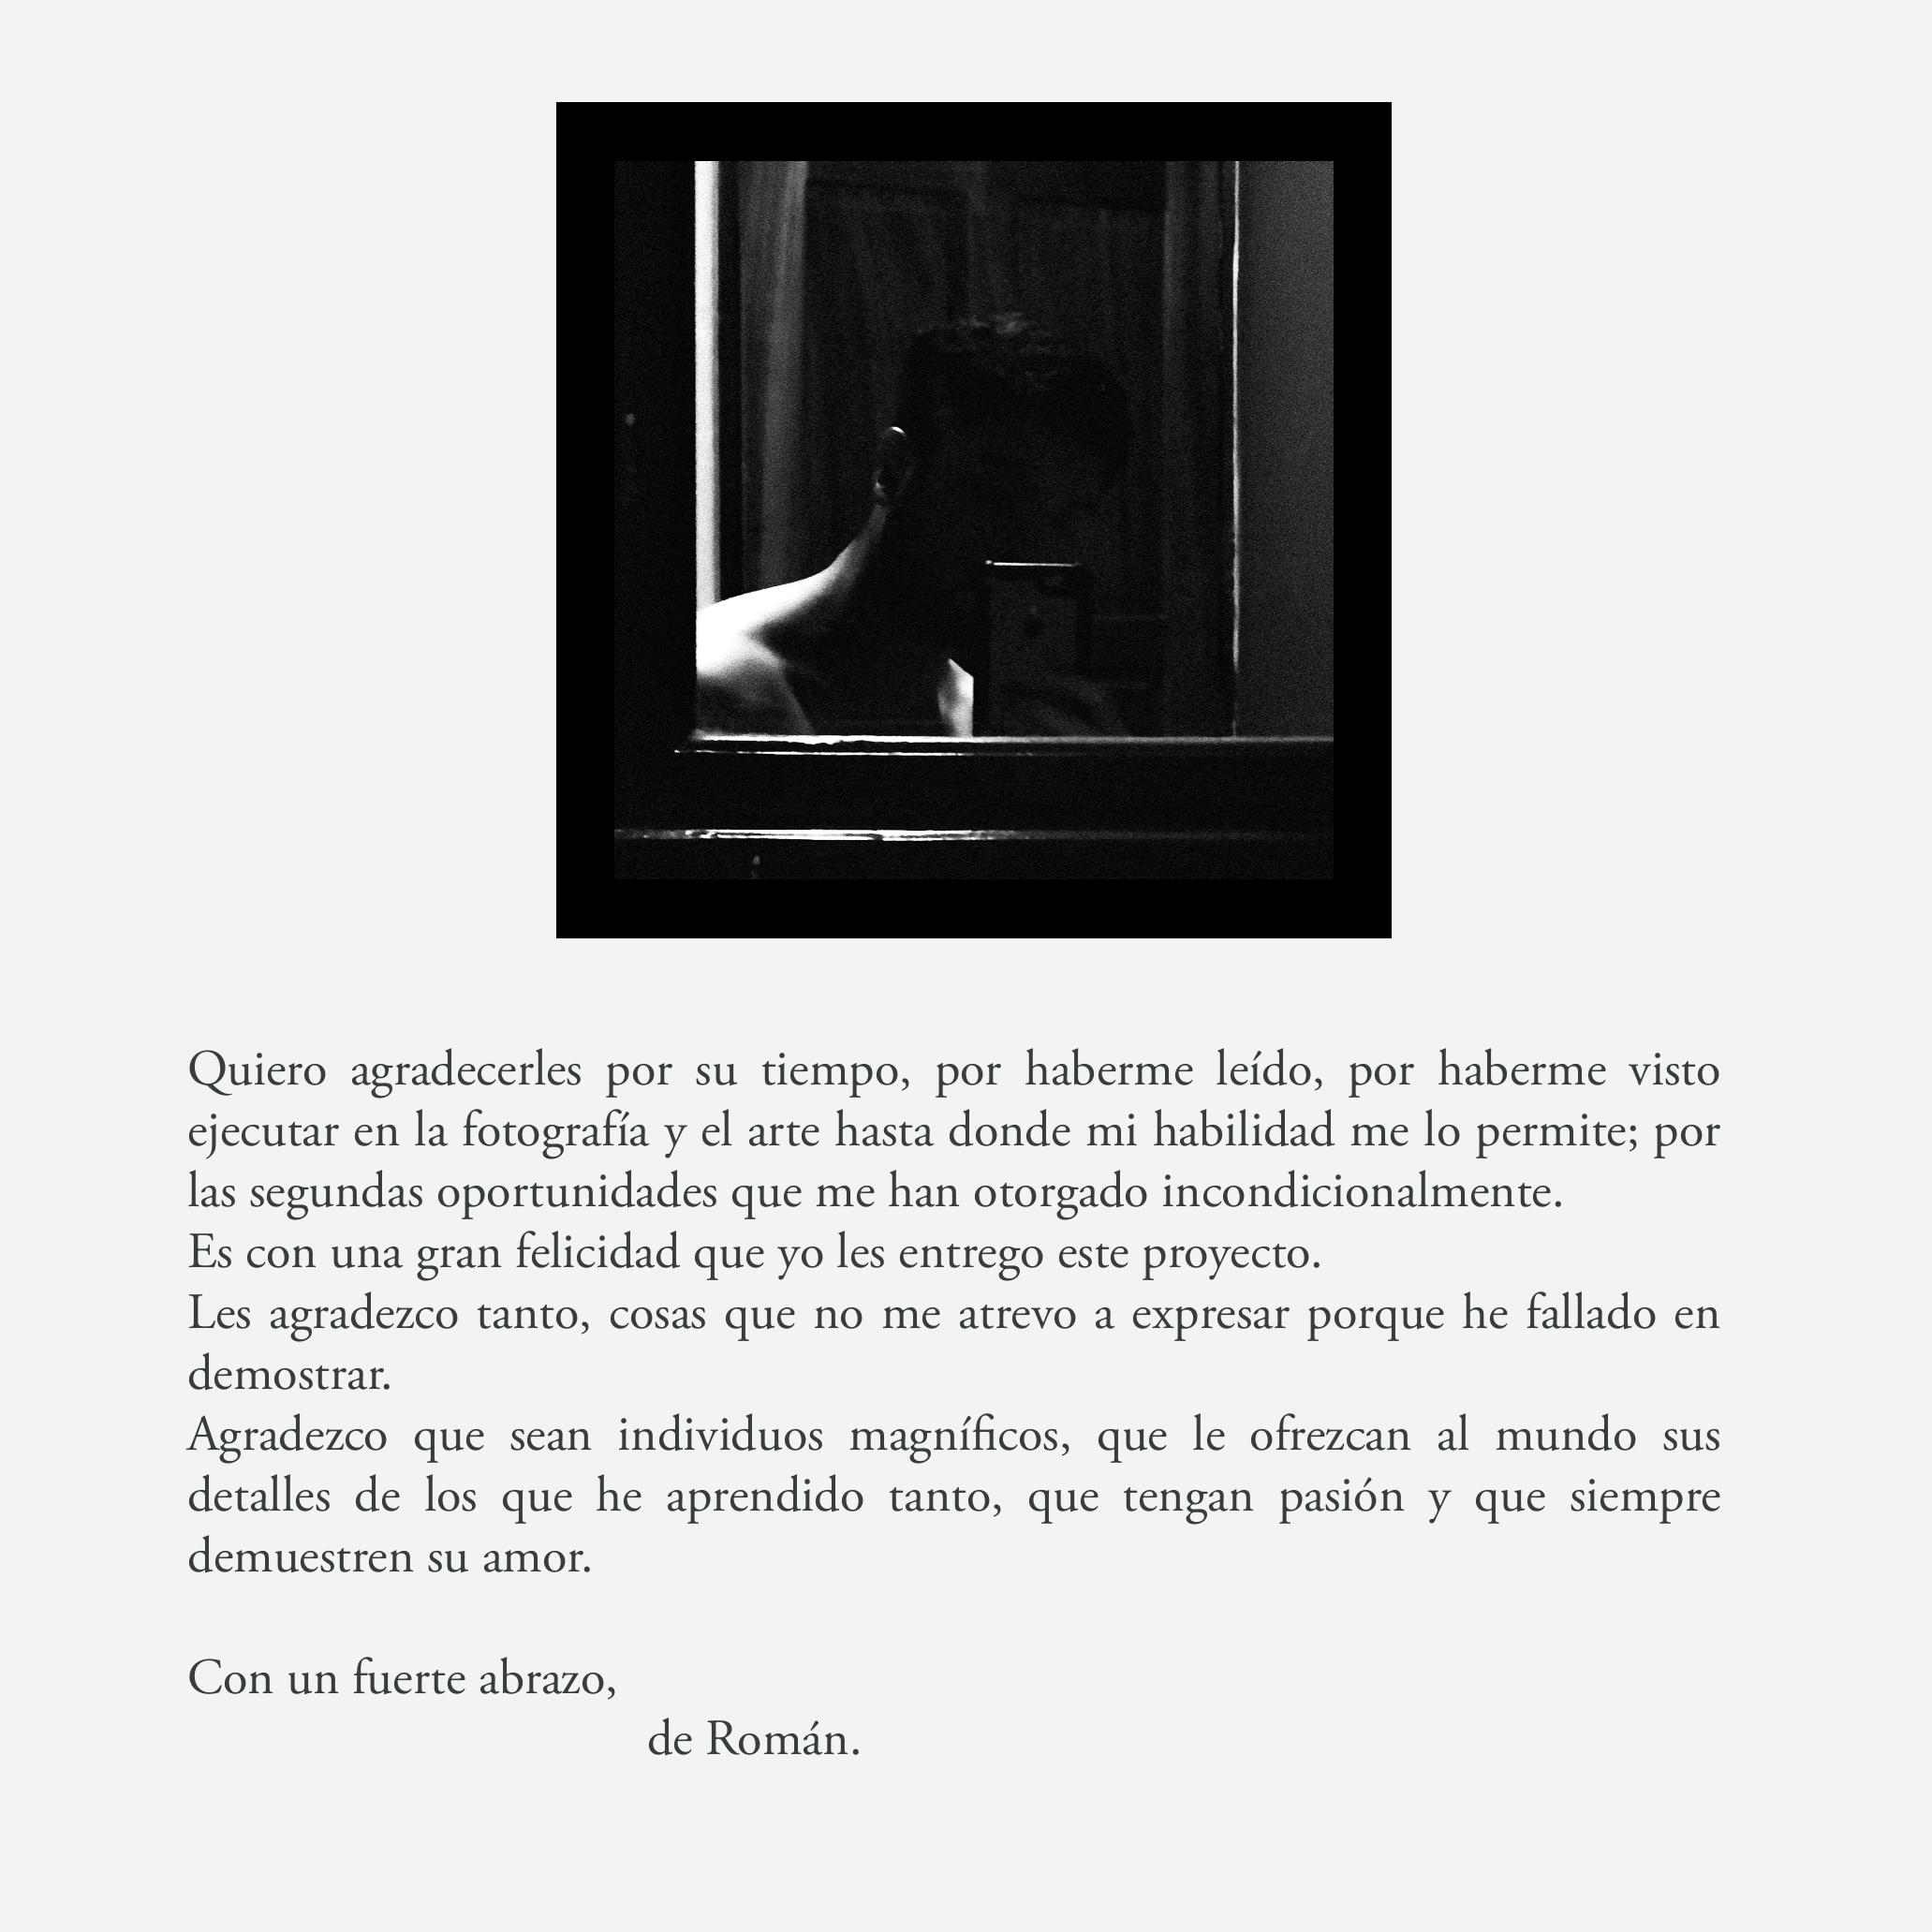 Quiero agradecerles por su tiempo, por haberme leído, por haberme visto
ejecutar en la fotografía y el arte hasta donde mi habilidad me lo permite; por
las segundas oportunidades que me han otorgado incondicionalmente.
Es con una gran felicidad que yo les entrego este proyecto.
Les agradezco tanto, cosas que no me atrevo a expresar porque he fallado en
demostrar.
Agradezco que sean individuos magníficos, que le ofrezcan al mundo sus
detalles de los que he aprendido tanto, que tengan pasión y que siempre
demuestren su amor.
Con un fuerte abrazo,
de Román.